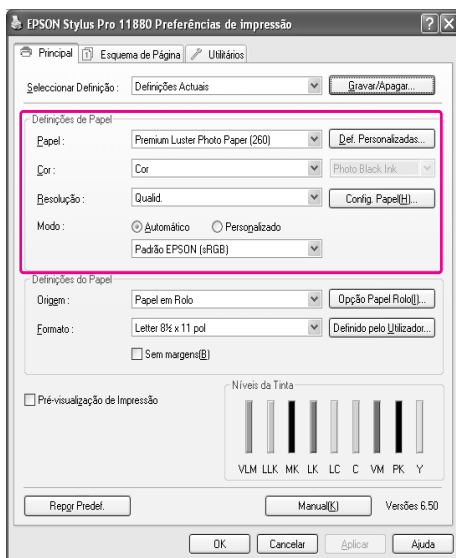 EPSON Stylus Pro 11880 Preferências de impressão
Principal Esquema de Página Utilitários
Seleccionar Definição : Definições Actuais Gravar/Apagar...
Definições de Papel
Papel : Premium Luster Photo Paper (260) Def. Personalizadas...
Cor : Cor Photo Black Ink
Resolução : Qualid. Config. Papel(H)...
Modo : Automático Personalizado
Padrão EPSON (sRGB)
Definições do Papel
Origem : Papel em Rolo Opção Papel Rolo(I)...
Formato : Letter 8½ x 11 pol Definido pelo Utilizador...
Sem margens(B)
Pré-visualização de Impressão
Níveis da Tinta
VLM LLK MK LK LC C VM PK Y
Repor Predef. Manual(K) Versões 6.50
OK Cancelar Aplicar Ajuda